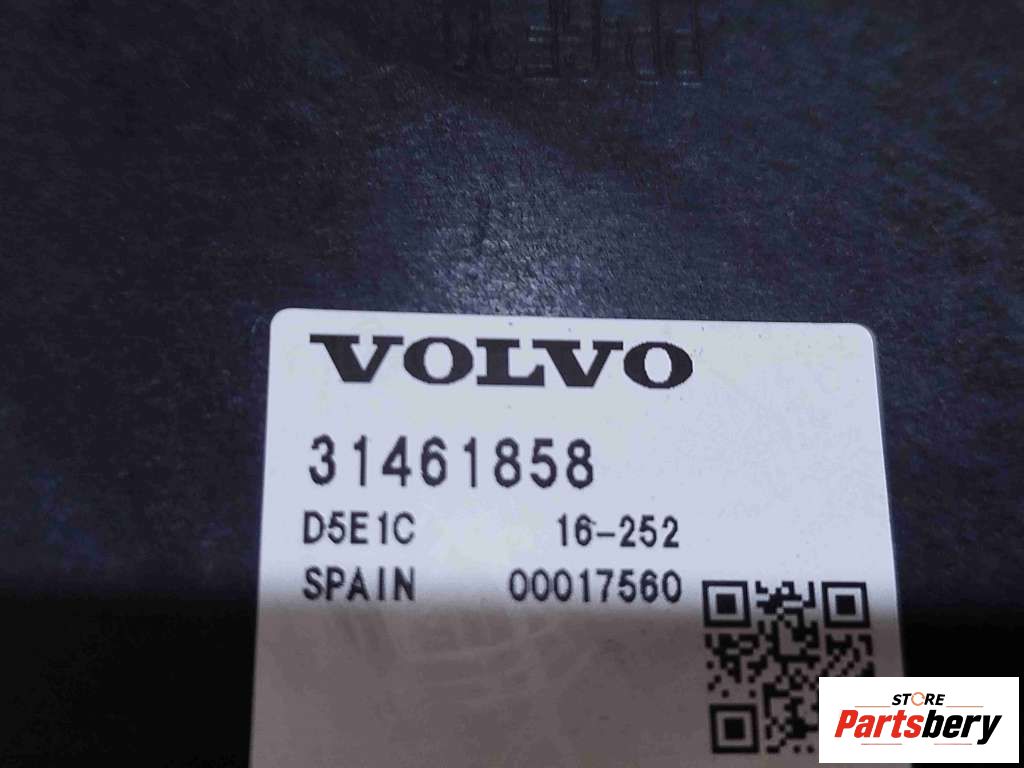 VOLVO
31461858
D5E1C 16-252
SPAIN 00017560
STORE
Partsbery